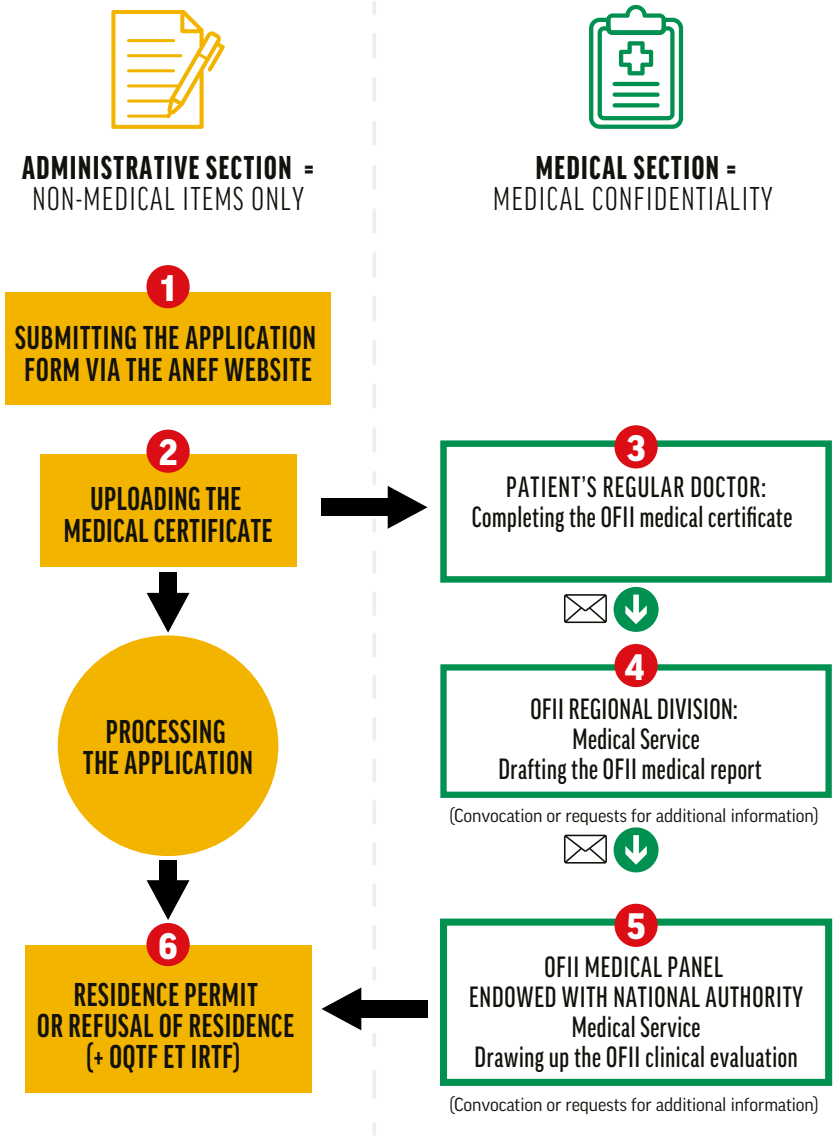 ADMINISTRATIVE SECTION =
NON-MEDICAL ITEMS ONLY
MEDICAL SECTION =
MEDICAL CONFIDENTIALITY
1
SUBMITTING THE APPLICATION
FORM VIA THE ANEF WEBSITE
2
UPLOADING THE
MEDICAL CERTIFICATE
3
PATIENT'S REGULAR DOCTOR:
Completing the OFII medical certificate
PROCESSING
THE APPLICATION
4
OFII REGIONAL DIVISION:
Medical Service
Drafting the OFII medical report
(Convocation or requests for additional information)
5
OFII MEDICAL PANEL
ENDOWED WITH NATIONAL AUTHORITY
Medical Service
Drawing up the OFII clinical evaluation
(Convocation or requests for additional information)
6
RESIDENCE PERMIT
OR REFUSAL OF RESIDENCE
(+ OQTF ET IRTF)